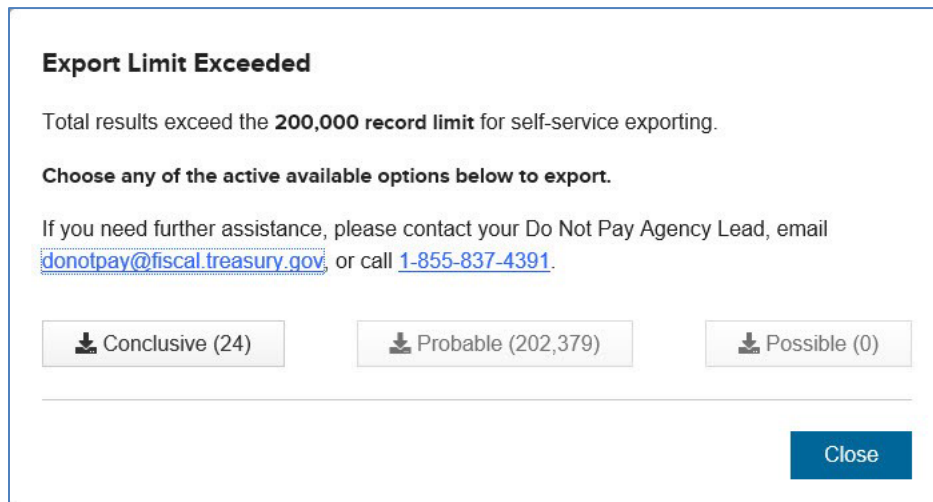 Export Limit Exceeded
Total results exceed the 200,000 record limit for self-service exporting.
Choose any of the active available options below to export.
If you need further assistance, please contact your Do Not Pay Agency Lead, email
donotpay@fiscal.treasury.gov, or call 1-855-837-4391.
Conclusive (24) Probable (202,379) Possible (0)
Close